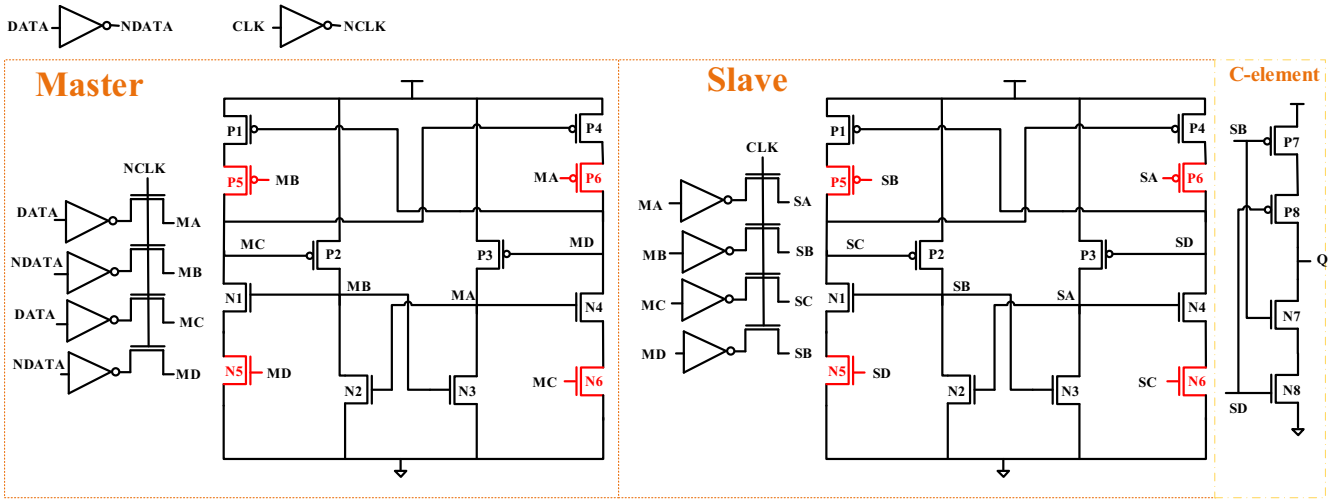 DATA NDATA CLK NCLK
Master
NCLK
DATA MA
NDATA MB
DATA MC
NDATA MD
P1 P4
P5 MB MA P6
MC P2 P3 MD
N1 MB MA N4
N5 MD N2 N3 MC N6
Slave
CLK
MA SA
MB SB
MC SC
MD SB
P1 P4
P5 SB SA P6
SC P2 P3 SD
N1 SB SA N4
N5 SD N2 N3 SC N6
C-element
SB P7
P8
Q
N7
SD N8